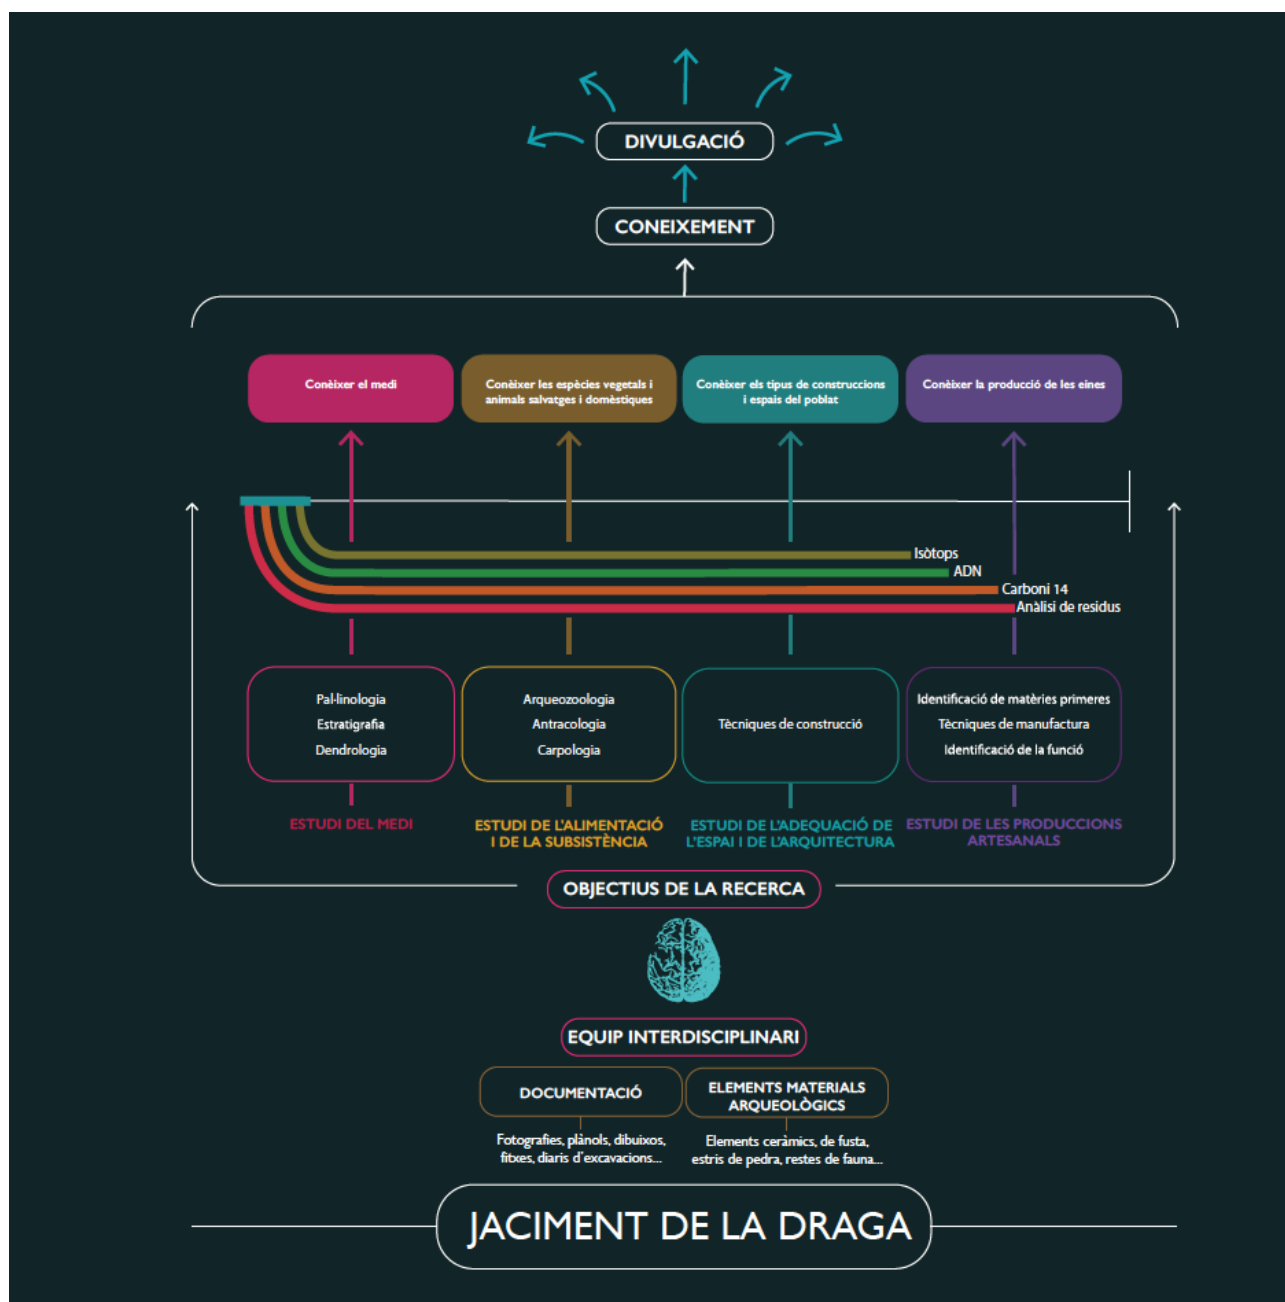 DIVULGACIÓ
CONEIXEMENT
Conèixer el medi
Conèixer les espècies vegetals i
animals salvatges i domèstiques
Conèixer els tipus de construccions
i espais del poblat
Conèixer la producció de les eines
Isòtops
ADN
Carboni 14
Anàlisi de residus
Pal·linologia
Estratigrafia
Dendrologia
Arqueozoologia
Antracologia
Carpologia
Tècniques de construcció
Identificació de matèries primeres
Tècniques de manufactura
Identificació de la funció
ESTUDI DEL MEDI
ESTUDI DE L'ALIMENTACIÓ
I DE LA SUBSISTÈNCIA
ESTUDI DE L'ADEQUACIÓ DE
L'ESPAI I DE L'ARQUITECTURA
ESTUDI DE LES PRODUCCIONS
ARTESANALS
OBJECTIUS DE LA RECERCA
EQUIP INTERDISCIPLINARI
DOCUMENTACIÓ
Fotografies, plànols, dibuixos,
fitxes, diaris d'excavacions...
ELEMENTS MATERIALS
ARQUEOLÒGICS
Elements ceràmics, de fusta,
estris de pedra, restes de fauna...
JACIMENT DE LA DRAGA